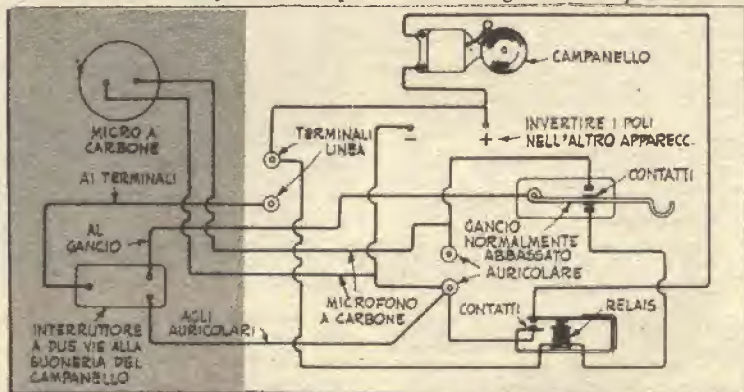 CAMPANELLO
MICRO A
CARBONE
TERMINALI
LINEA
-
+
INVERTIRE I POLI
NELL'ALTRO APPARECC.
AI TERMINALI
CONTATTI
AL
GANCIO
GANCIO
NORMALMENTE
ABBASSATO
AURICOLARE
MICROFONO
A CARBONE
CONTATTI
RELAIS
INTERRUTTORE
A DUE VIE ALLA
SUONERIA DEL
CAMPANELLO
AGLI
AURICOLARI